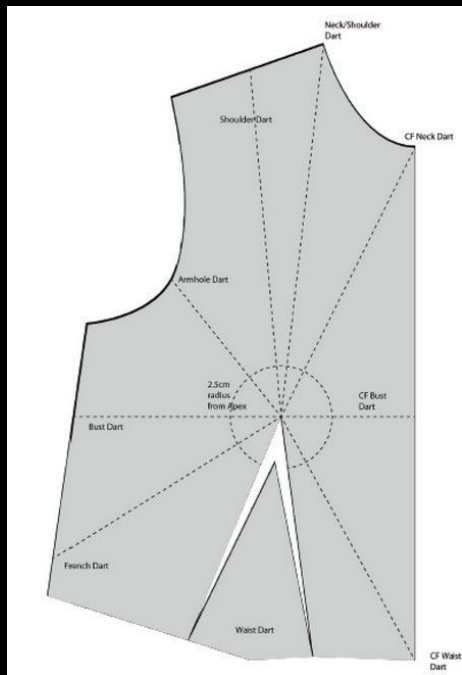 Neck/Shoulder
Dart
Shoulder Dart
CF Neck Dart
Armhole Dart
2.5cm
radius
from Apex
CF Bust
Dart
Bust Dart
French Dart
Waist Dart
CF Waist
Dart